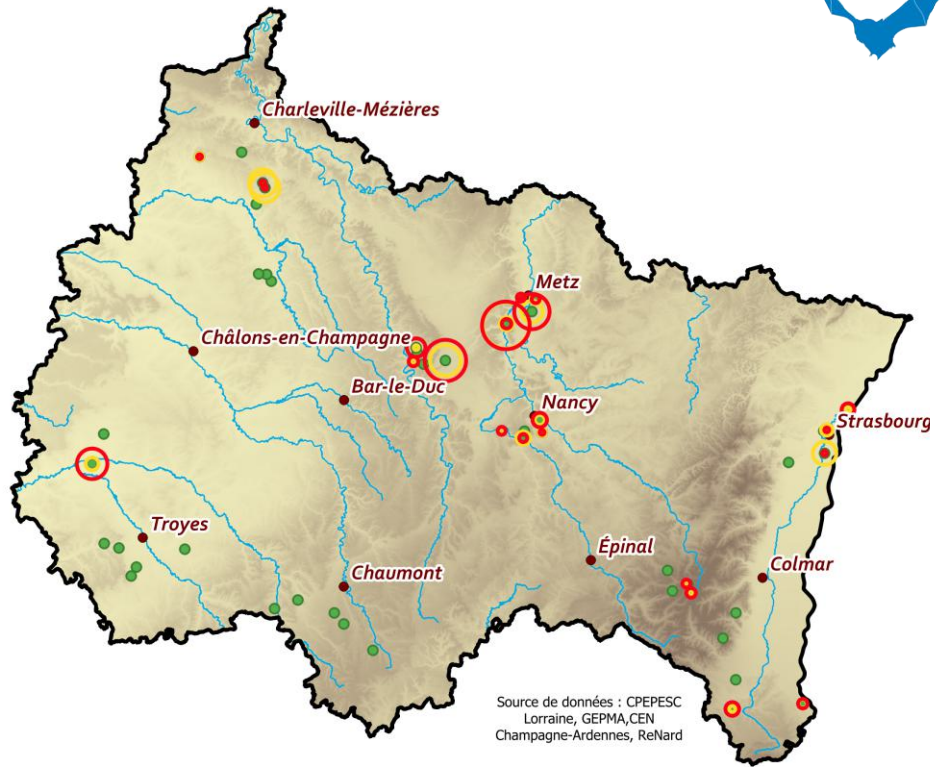 Charleville-Mézières
Metz
Châlons-en-Champagne
Bar-le-Duc
Nancy
Strasbourg
Troyes
Épinal
Chaumont
Colmar
Source de données : CPEPESC
Lorraine, GEPMA,CEN
Champagne-Ardennes, ReNard